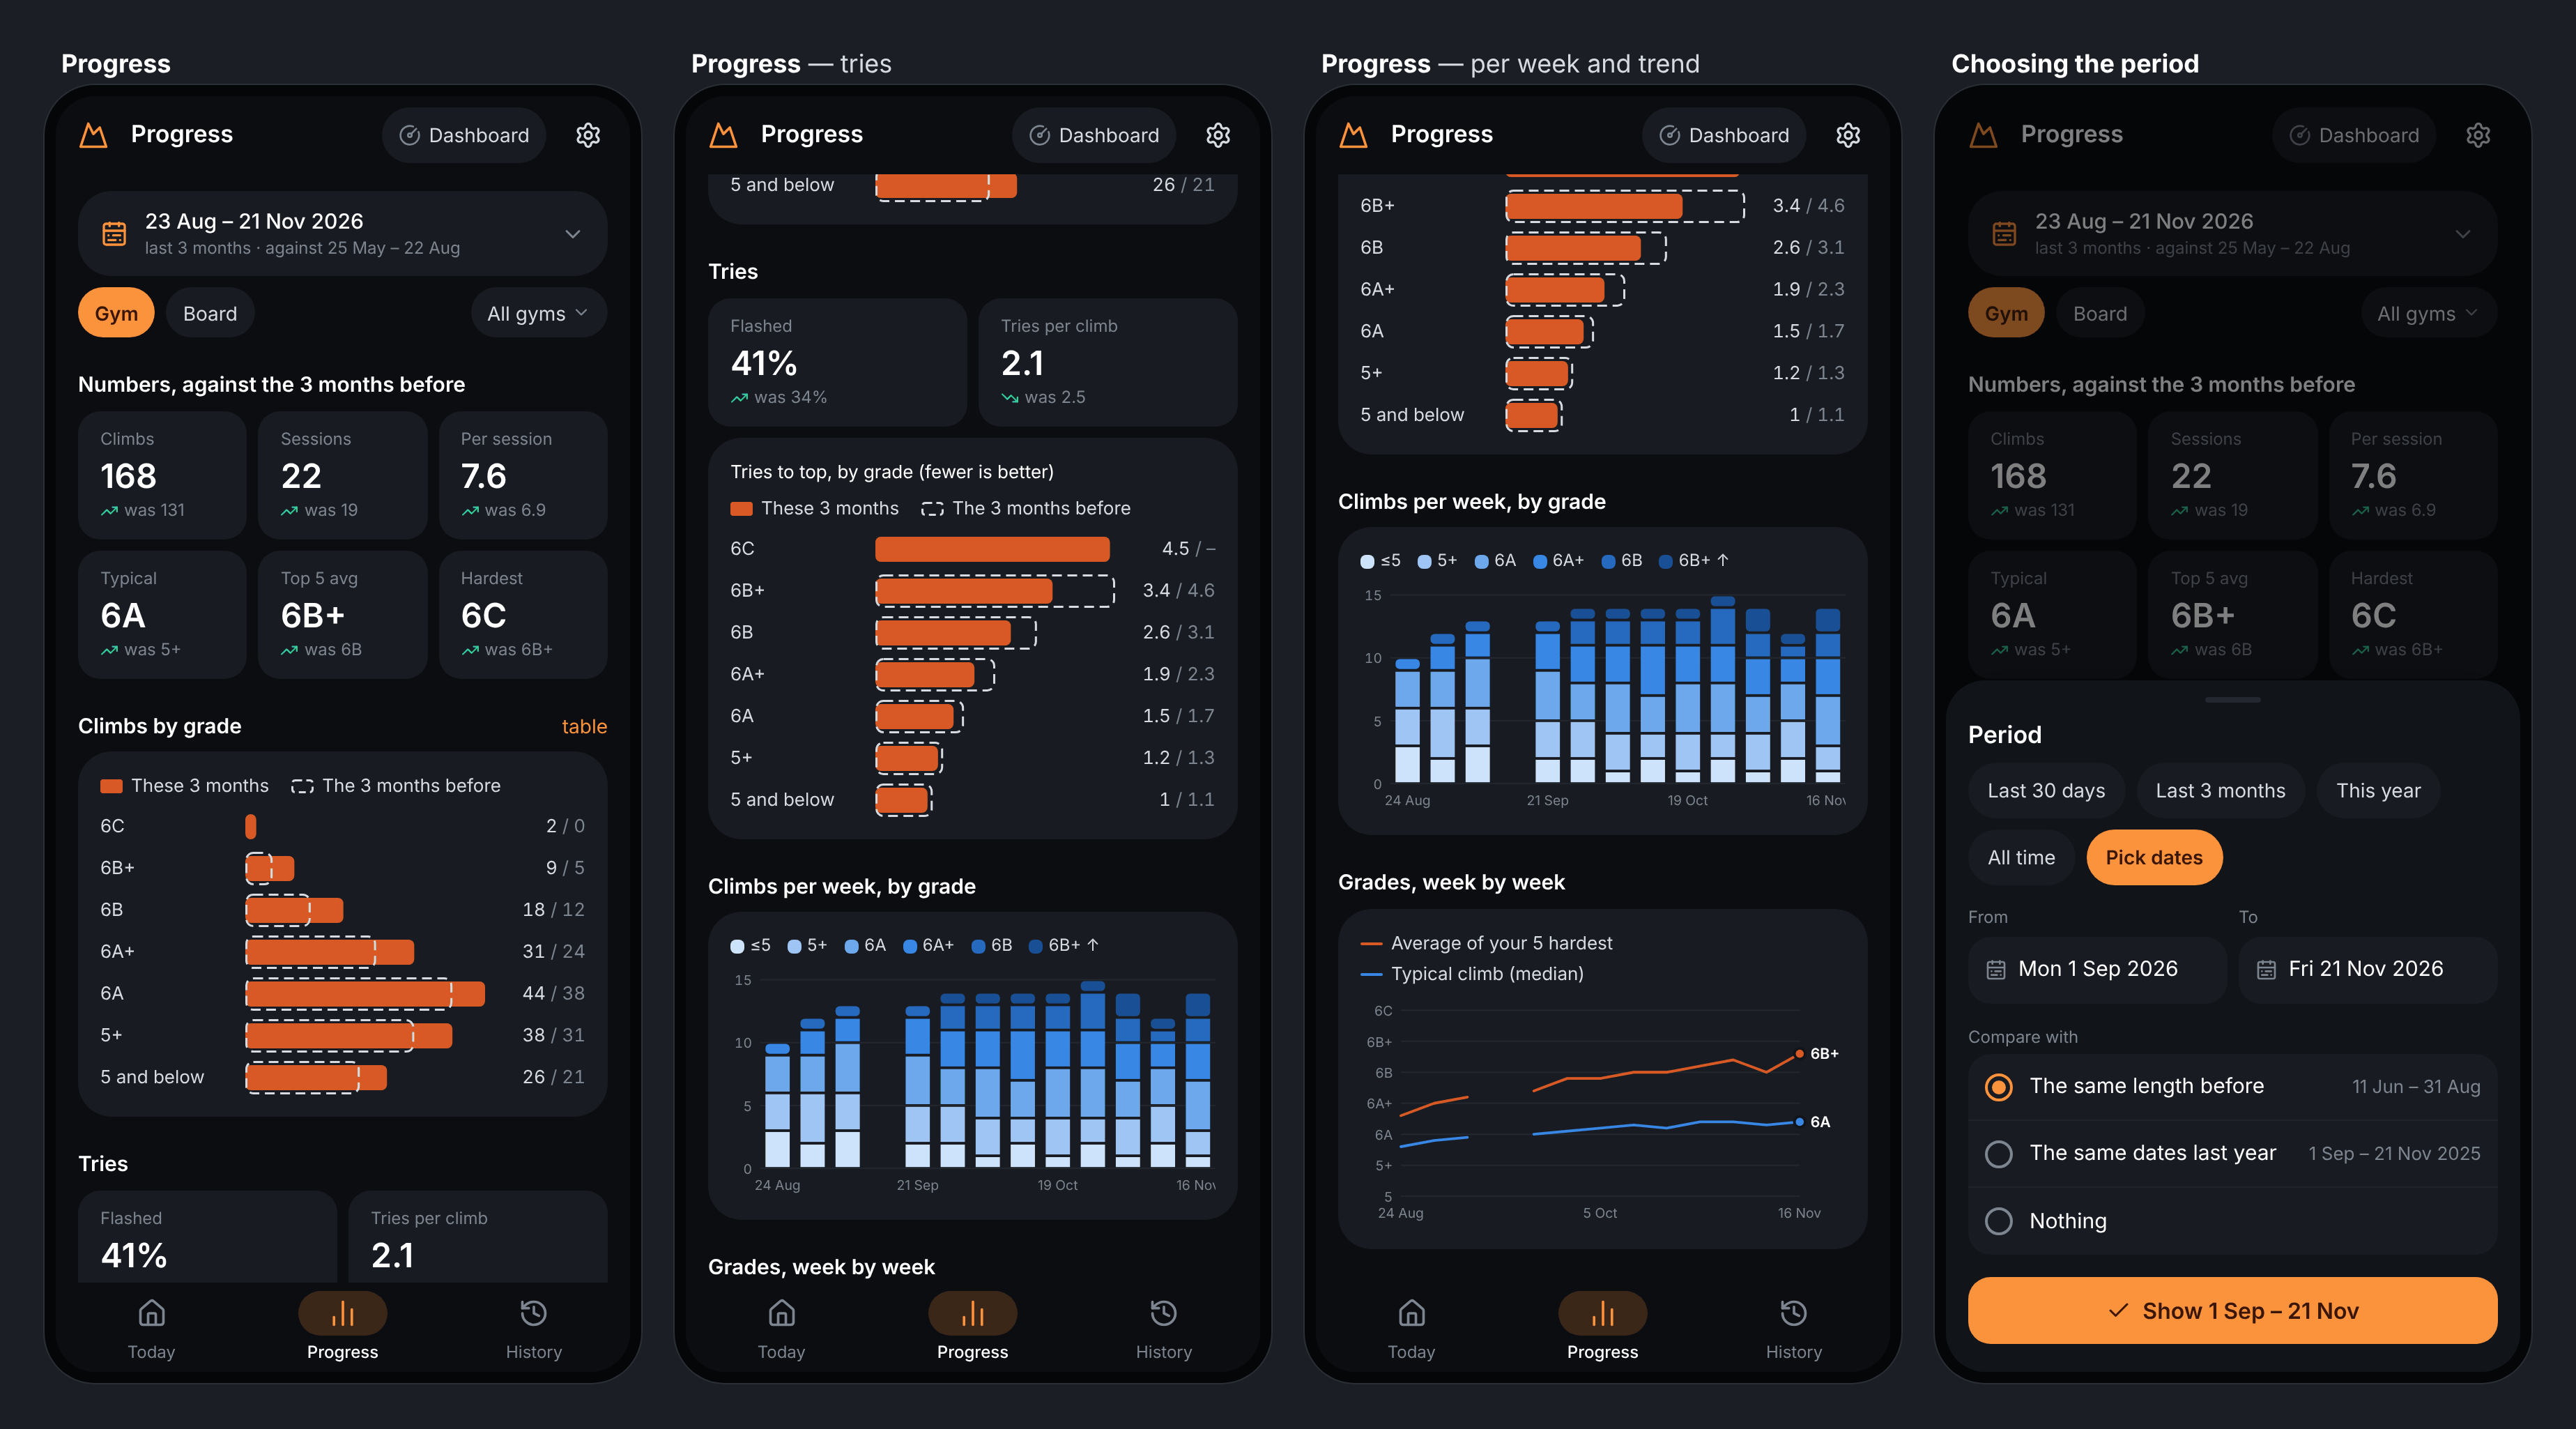 Progress
Progress
Dashboard
23 Aug – 21 Nov 2026
last 3 months · against 25 May – 22 Aug
Gym
Board
All gyms
Numbers, against the 3 months before
Climbs
168
was 131
Sessions
22
was 19
Per session
7.6
was 6.9
Typical
6A
was 5+
Top 5 avg
6B+
was 6B
Hardest
6C
was 6B+
Climbs by grade
table
These 3 months
The 3 months before
6C 2 / 0
6B+ 9 / 5
6B 18 / 12
6A+ 31 / 24
6A 44 / 38
5+ 38 / 31
5 and below 26 / 21
Tries
Flashed
41%
Tries per climb
2.1
Today
Progress
History
Progress — tries
Progress
Dashboard
5 and below 26 / 21
Tries
Flashed
41%
was 34%
Tries per climb
2.1
was 2.5
Tries to top, by grade (fewer is better)
These 3 months
The 3 months before
6C 4.5 / –
6B+ 3.4 / 4.6
6B 2.6 / 3.1
6A+ 1.9 / 2.3
6A 1.5 / 1.7
5+ 1.2 / 1.3
5 and below 1 / 1.1
Climbs per week, by grade
≤5 5+ 6A 6A+ 6B 6B+ ↑
15
10
5
0
24 Aug 21 Sep 19 Oct 16 Nov
Grades, week by week
Today
Progress
History
Progress — per week and trend
Progress
Dashboard
6B+ 3.4 / 4.6
6B 2.6 / 3.1
6A+ 1.9 / 2.3
6A 1.5 / 1.7
5+ 1.2 / 1.3
5 and below 1 / 1.1
Climbs per week, by grade
≤5 5+ 6A 6A+ 6B 6B+ ↑
15
10
5
0
24 Aug 21 Sep 19 Oct 16 Nov
Grades, week by week
Average of your 5 hardest
Typical climb (median)
6C
6B+
6B+
6B
6A+
6A
6A
5+
5
24 Aug 5 Oct 16 Nov
Today
Progress
History
Choosing the period
Progress
Dashboard
23 Aug – 21 Nov 2026
last 3 months · against 25 May – 22 Aug
Gym
Board
All gyms
Numbers, against the 3 months before
Climbs
168
was 131
Sessions
22
was 19
Per session
7.6
was 6.9
Typical
6A
was 5+
Top 5 avg
6B+
was 6B
Hardest
6C
was 6B+
Period
Last 30 days
Last 3 months
This year
All time
Pick dates
From
Mon 1 Sep 2026
To
Fri 21 Nov 2026
Compare with
The same length before 11 Jun – 31 Aug
The same dates last year 1 Sep – 21 Nov 2025
Nothing
Show 1 Sep – 21 Nov